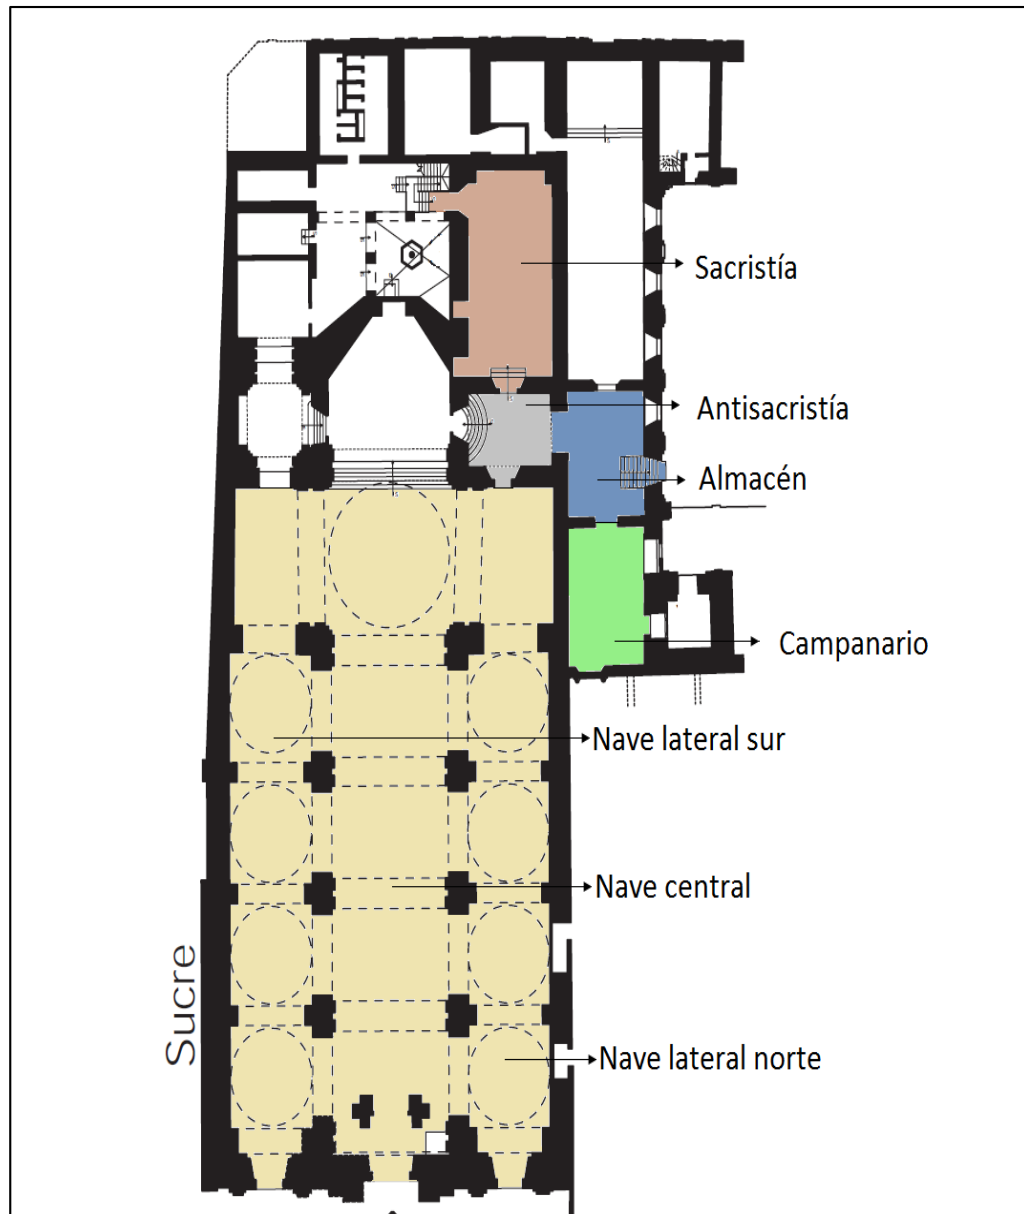 Sacristía
Antisacristía
Almacén
Campanario
Nave lateral sur
Nave central
Sucre
Nave lateral norte